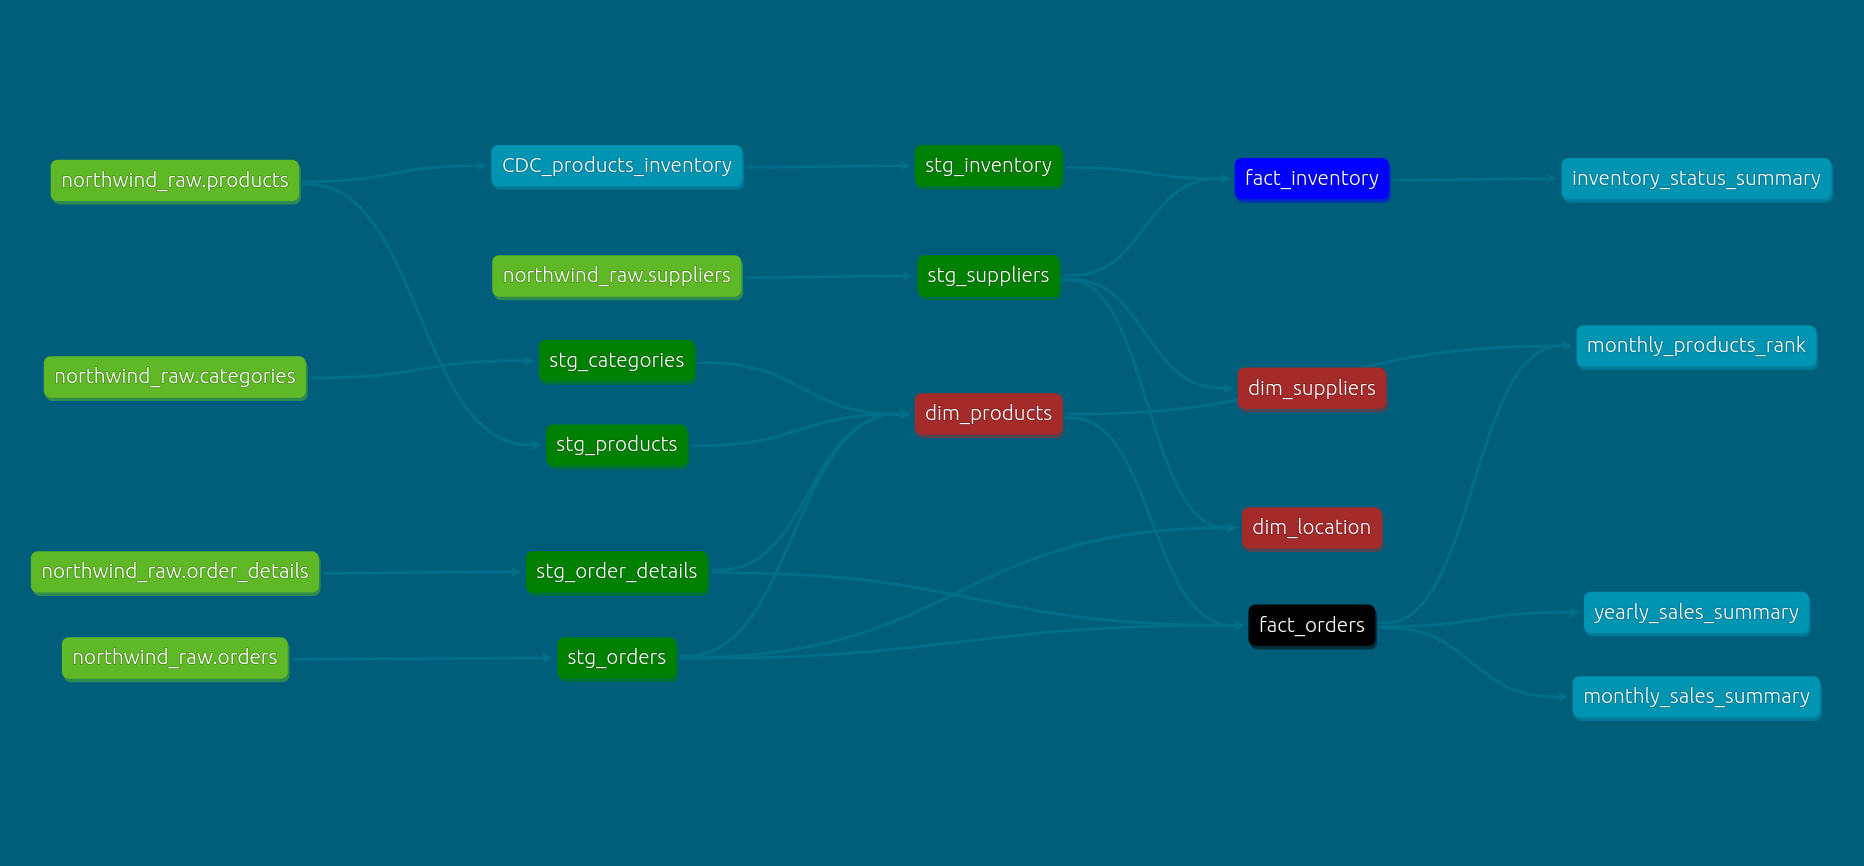 northwind_raw.products
CDC_products_inventory
stg_inventory
fact_inventory
inventory_status_summary
northwind_raw.suppliers
stg_suppliers
northwind_raw.categories
stg_categories
stg_products
dim_products
dim_suppliers
monthly_products_rank
dim_location
northwind_raw.order_details
stg_order_details
northwind_raw.orders
stg_orders
fact_orders
yearly_sales_summary
monthly_sales_summary